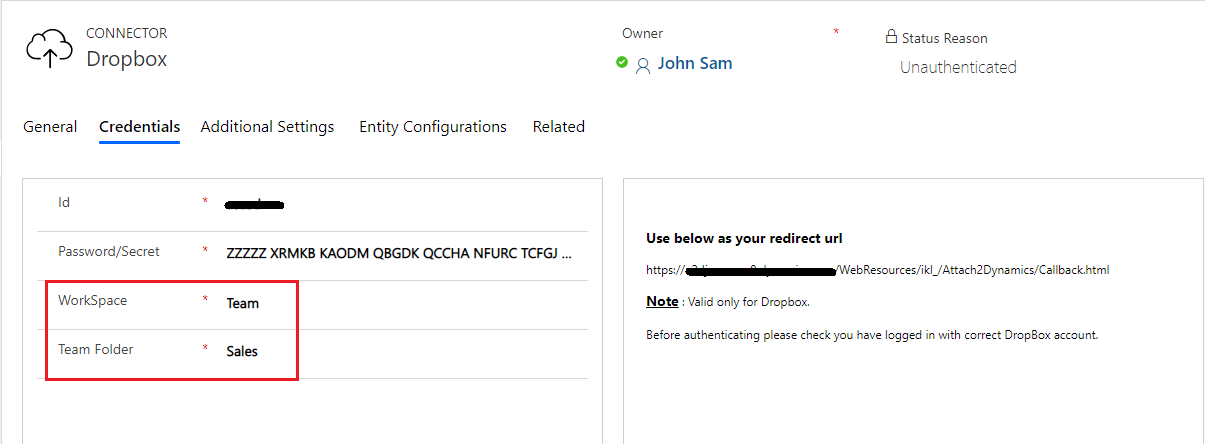 CONNECTOR
Dropbox
Owner *
John Sam
Status Reason
Unauthenticated
General Credentials Additional Settings Entity Configurations Related
Id *
Password/Secret * ZZZZZ XRMKB KAODM QBGDK QCCHA NFURC TCFGJ ...
WorkSpace * Team
Team Folder * Sales
Use below as your redirect url
https:// /WebResources/ikl_/Attach2Dynamics/Callback.html
Note : Valid only for Dropbox.
Before authenticating please check you have logged in with correct DropBox account.